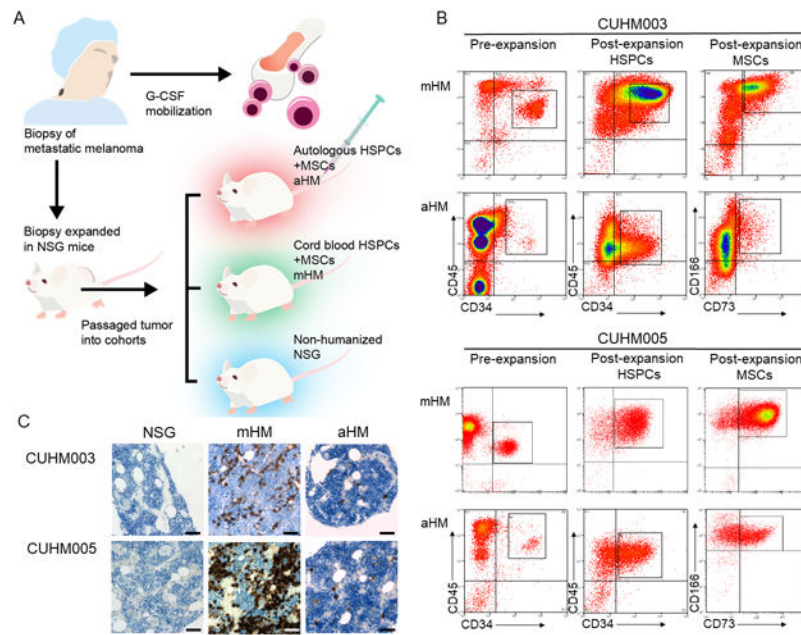 A
Biopsy of
metastatic melanoma
G-CSF
mobilization
Biopsy expanded
in NSG mice
Passaged tumor
into cohorts
Autologous HSPCs
+MSCs
aHM
Cord blood HSPCs
+MSCs
mHM
Non-humanized
NSG
B
CUHM003
Pre-expansion
Post-expansion
HSPCs
Post-expansion
MSCs
mHM
aHM
CD45
CD34
CD45
CD34
CD166
CD73
CUHM005
Pre-expansion
Post-expansion
HSPCs
Post-expansion
MSCs
mHM
aHM
CD45
CD34
CD45
CD34
CD166
CD73
C
NSG
mHM
aHM
CUHM003
CUHM005